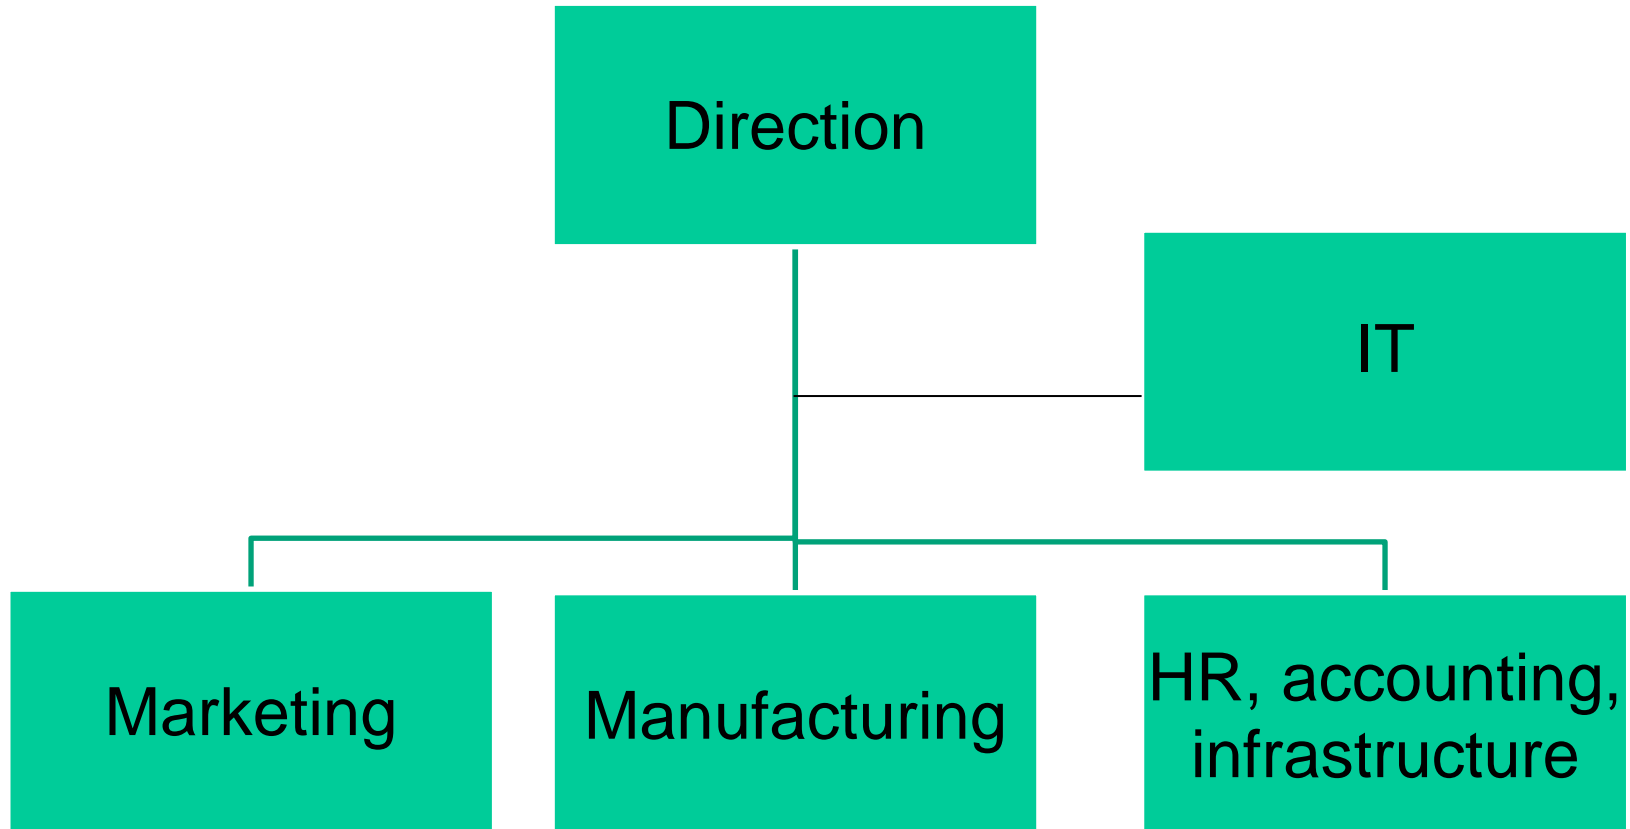 Direction
IT
Marketing
Manufacturing
HR, accounting,
infrastructure